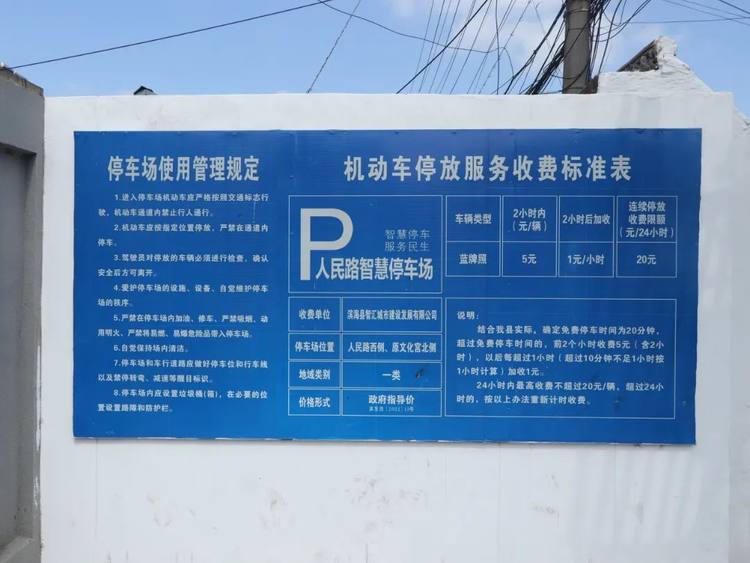 停车场使用管理规定
1.进入停车场机动车应严格按照交通标志行
驶，机动车通道内禁止行人通行。
2.机动车应按指定位置停放，严禁在通道内
停车。
3.驾驶员对停放的车辆必须进行检查，确认
安全后方可离开。
4.爱护停车场的设施、设备、自觉维护停车
场的秩序。
5.严禁在停车场内加油、修车、严禁吸烟、动
用明火、严禁将易燃、易爆危险品带入停车场。
6.自觉保持场内清洁。
7.停车场和车行道路应做好停车位和行车线
以及禁停转弯、减速等醒目标识。
8.停车场内应设置垃圾桶(箱)，在必要的位
置设置路障和防护栏。
机动车停放服务收费标准表
P
智慧停车
服务民生
人民路智慧停车场
车辆类型
2小时内
(元/辆)
2小时后加收
连续停放
收费限额
(元/24小时)
蓝牌照
5元
1元/小时
20元
收费单位
滨海县智汇城市建设发展有限公司
停车场位置
人民路西侧、原文化宫北侧
地域类别
一类
价格形式
政府指导价
说明：
结合我县实际，确定免费停车时间为20分钟，
超过免费停车时间的，前2个小时收费5元（含2小
时），以后每超过1小时（超过10分钟不足1小时按
1小时计算）加收1元。
24小时内最高收费不超过20元/辆，超过24小
时的，按以上办法重新计时收费。